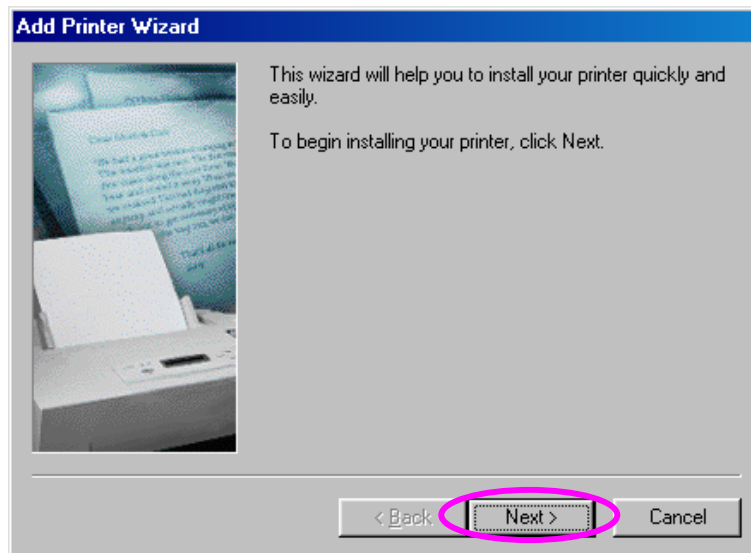 Add Printer Wizard
This wizard will help you to install your printer quickly and
easily.
To begin installing your printer, click Next.
< Back
Next >
Cancel